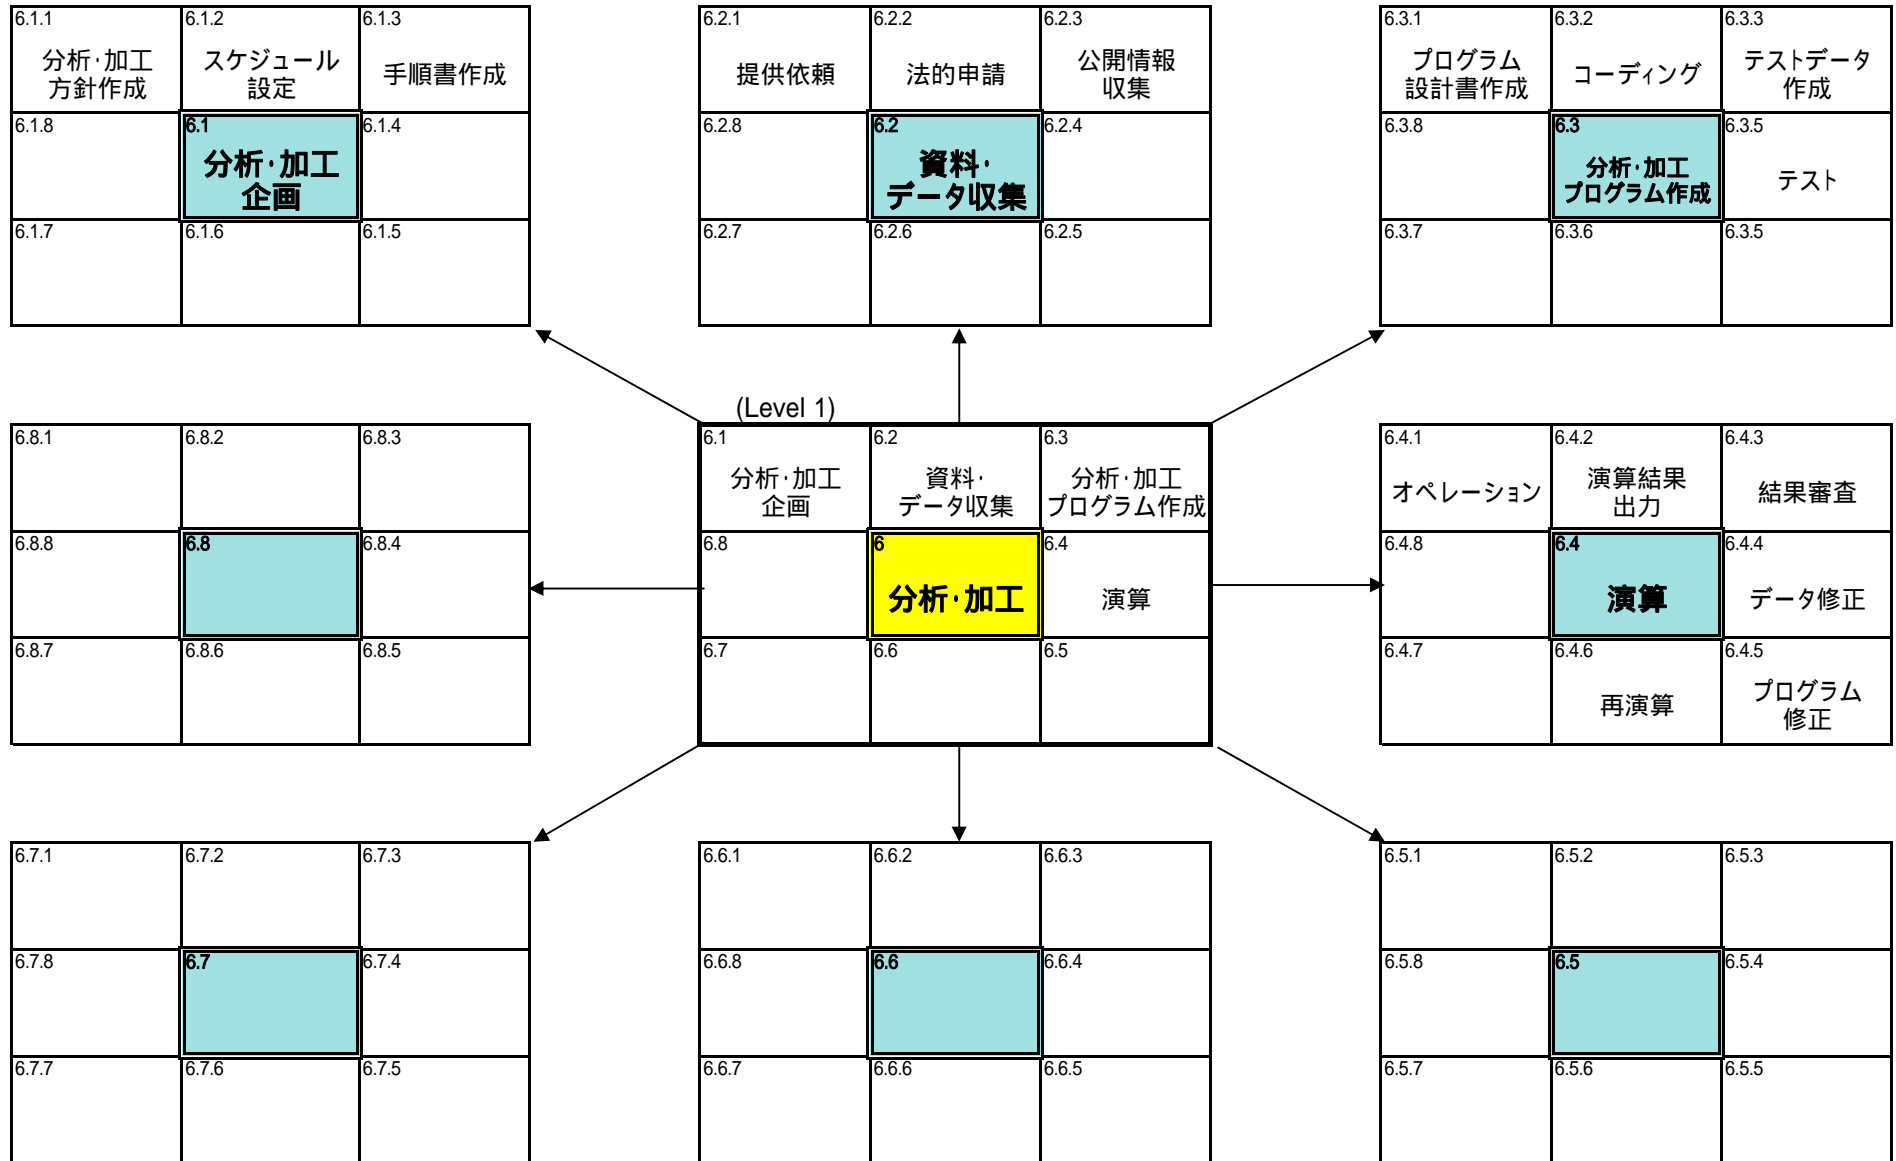 6.1.1
分析・加工
方針作成
6.1.2
スケジュール
設定
6.1.3
手順書作成
6.1.8
6.1
分析・加工
企画
6.1.4
6.1.7
6.1.6
6.1.5
6.2.1
提供依頼
6.2.2
法的申請
6.2.3
公開情報
収集
6.2.8
6.2
資料・
データ収集
6.2.4
6.2.7
6.2.6
6.2.5
6.3.1
プログラム
設計書作成
6.3.2
コーディング
6.3.3
テストデータ
作成
6.3.8
6.3
分析・加工
プログラム作成
6.3.5
テスト
6.3.7
6.3.6
6.3.5
6.8.1
6.8.2
6.8.3
6.8.8
6.8
6.8.4
6.8.7
6.8.6
6.8.5
(Level 1)
6.1
分析・加工
企画
6.2
資料・
データ収集
6.3
分析・加工
プログラム作成
6.8
6
分析・加工
6.4
演算
6.7
6.6
6.5
6.4.1
オペレーション
6.4.2
演算結果
出力
6.4.3
結果審査
6.4.8
6.4
演算
6.4.4
データ修正
6.4.7
6.4.6
再演算
6.4.5
プログラム
修正
6.7.1
6.7.2
6.7.3
6.7.8
6.7
6.7.4
6.7.7
6.7.6
6.7.5
6.6.1
6.6.2
6.6.3
6.6.8
6.6
6.6.4
6.6.7
6.6.6
6.6.5
6.5.1
6.5.2
6.5.3
6.5.8
6.5
6.5.4
6.5.7
6.5.6
6.5.5